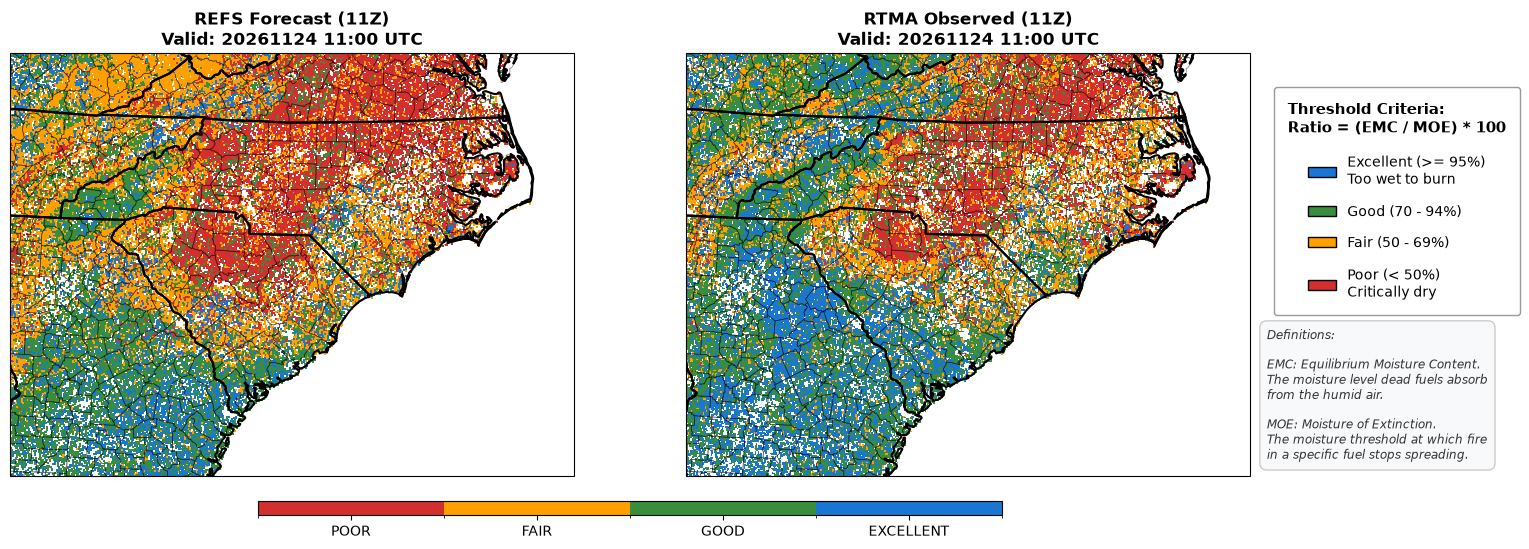 REFS Forecast (11Z)
Valid: 20261124 11:00 UTC
RTMA Observed (11Z)
Valid: 20261124 11:00 UTC
Threshold Criteria:
Ratio = (EMC / MOE) * 100
Excellent (>= 95%)
Too wet to burn
Good (70 - 94%)
Fair (50 - 69%)
Poor (< 50%)
Critically dry
Definitions:
EMC: Equilibrium Moisture Content.
The moisture level dead fuels absorb
from the humid air.
MOE: Moisture of Extinction.
The moisture threshold at which fire
in a specific fuel stops spreading.
POOR
FAIR
GOOD
EXCELLENT